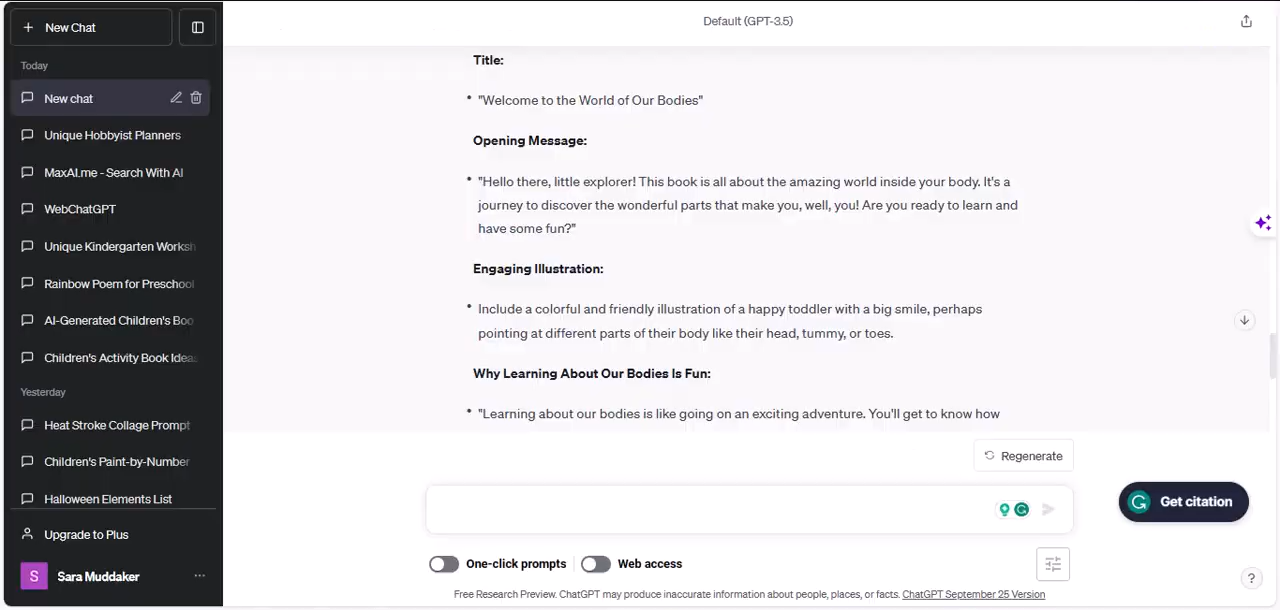 New Chat
Today
New chat
Unique Hobbyist Planners
MaxAI.me - Search With AI
WebChatGPT
Unique Kindergarten Worksh
Rainbow Poem for Preschool
AI-Generated Children's Boo
Children's Activity Book Ideas
Yesterday
Heat Stroke Collage Prompt
Children's Paint-by-Number
Halloween Elements List
Upgrade to Plus
S
Sara Muddaker
Default (GPT-3.5)
Title:
• "Welcome to the World of Our Bodies"
Opening Message:
• "Hello there, little explorer! This book is all about the amazing world inside your body. It's a
journey to discover the wonderful parts that make you, well, you! Are you ready to learn and
have some fun?"
Engaging Illustration:
• Include a colorful and friendly illustration of a happy toddler with a big smile, perhaps
pointing at different parts of their body like their head, tummy, or toes.
Why Learning About Our Bodies Is Fun:
• "Learning about our bodies is like going on an exciting adventure. You'll get to know how
Regenerate
Get citation
One-click prompts
Web access
Free Research Preview. ChatGPT may produce inaccurate information about people, places, or facts. ChatGPT September 25 Version
?